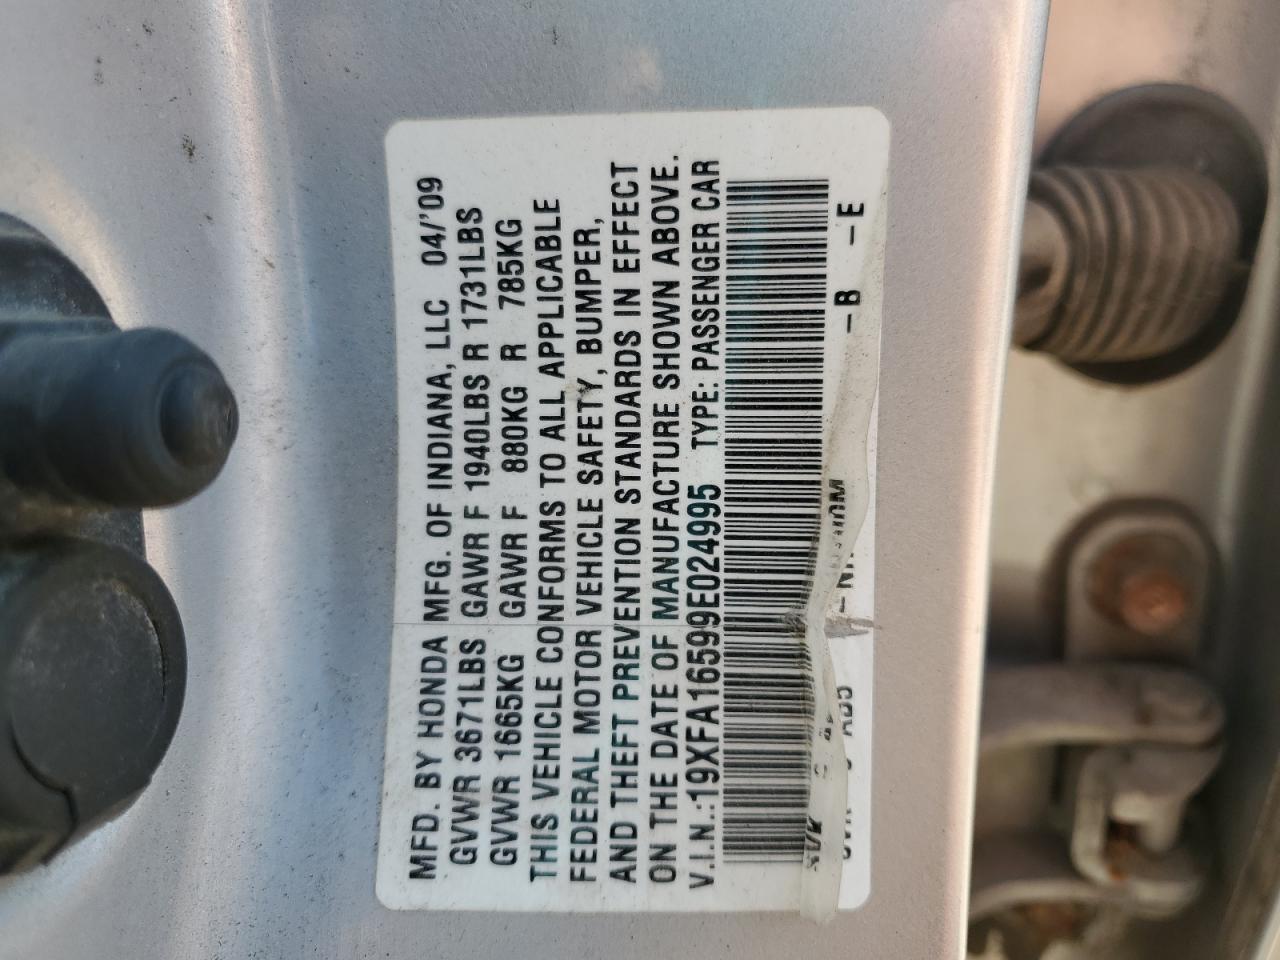 MFD. BY HONDA MFG. OF INDIANA, LLC 04/'09
GVWR 3671LBS GAWR F 1940LBS R 1731LBS
GVWR 1665KG GAWR F 880KG R 785KG
THIS VEHICLE CONFORMS TO ALL APPLICABLE
FEDERAL MOTOR VEHICLE SAFETY, BUMPER,
AND THEFT PREVENTION STANDARDS IN EFFECT
ON THE DATE OF MANUFACTURE SHOWN ABOVE.
V.I.N.:19XFA16599E024995 TYPE: PASSENGER CAR
-B -E